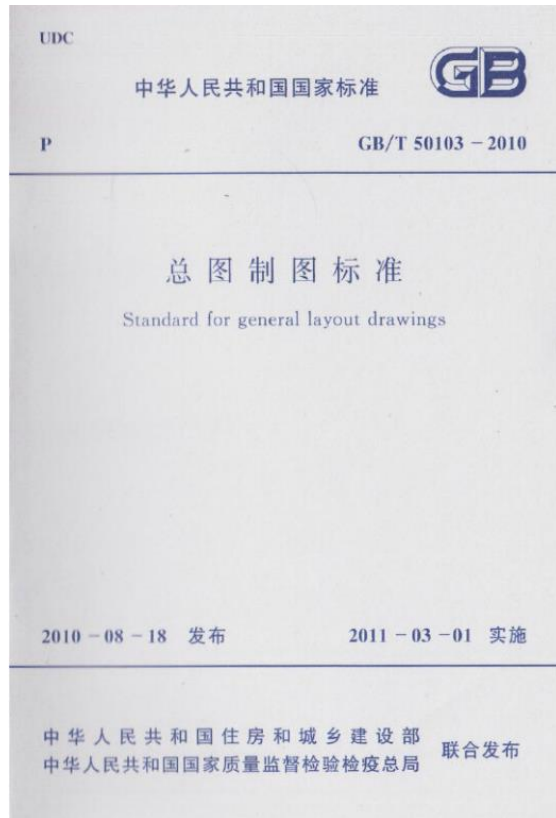 UDC
GB
中华人民共和国国家标准
P
GB/T 50103-2010
总图制图标准
Standard for general layout drawings
2010-08-18 发布
2011-03-01 实施
中华人民共和国住房和城乡建设部
中华人民共和国国家质量监督检验检疫总局
联合发布